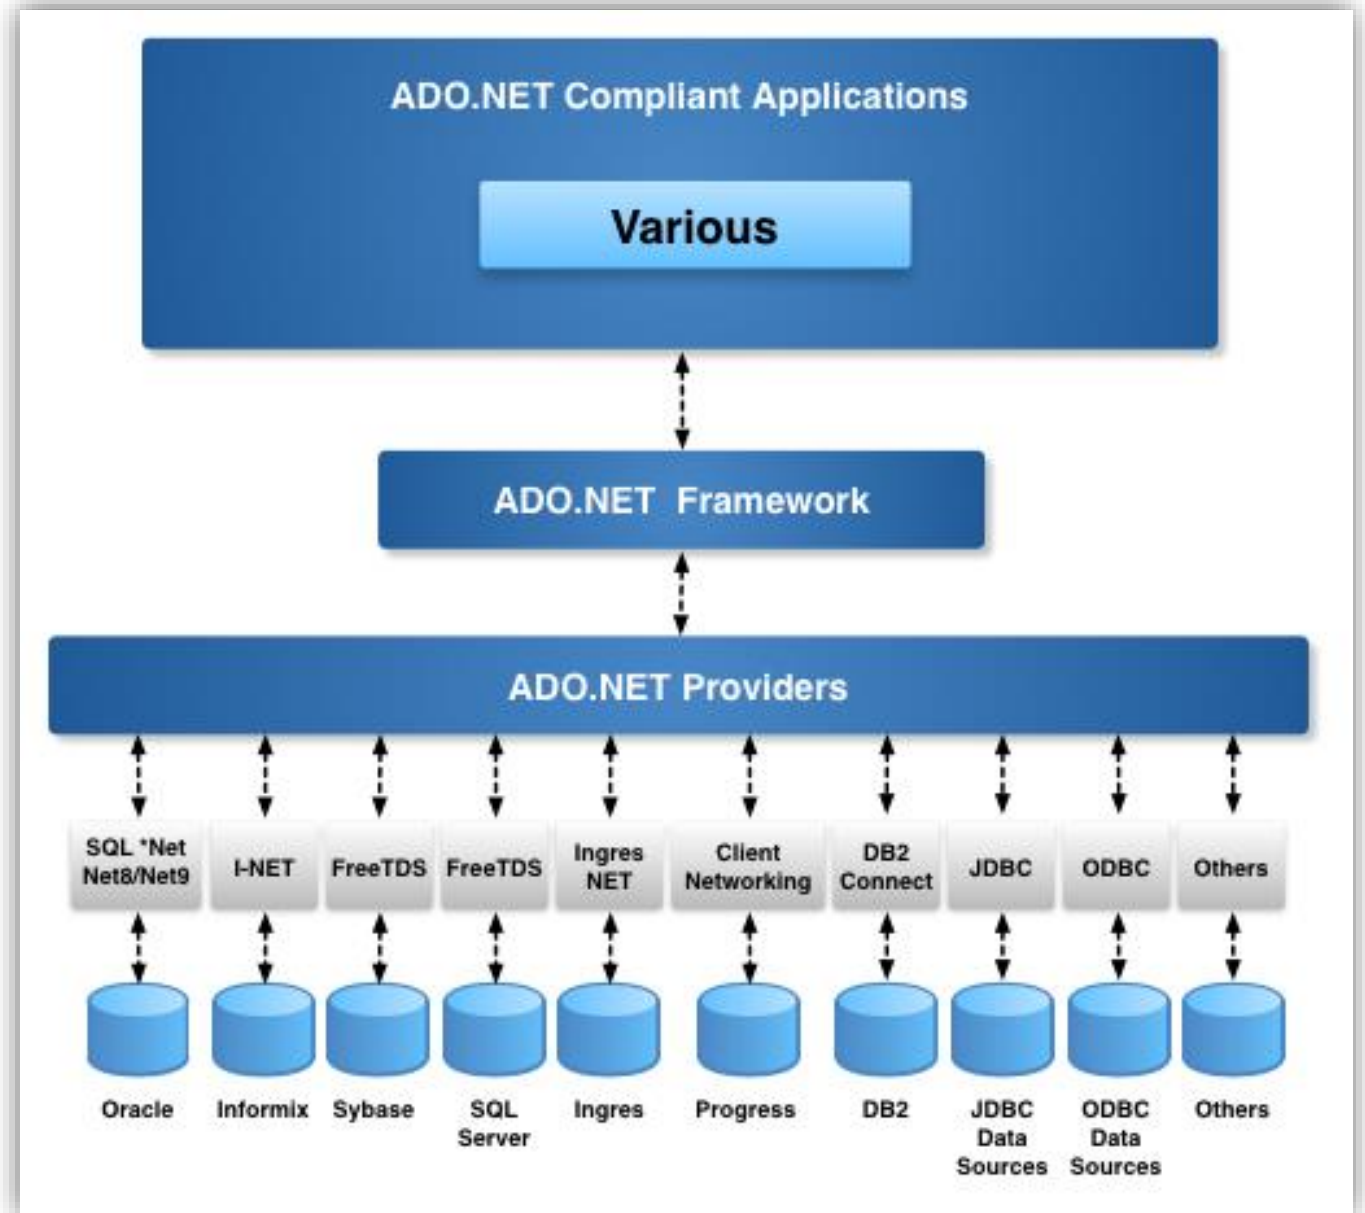 ADO.NET Compliant Applications
Various
ADO.NET Framework
ADO.NET Providers
SQL *Net
Net8/Net9
I-NET
FreeTDS
FreeTDS
Ingres
NET
Client
Networking
DB2
Connect
JDBC
ODBC
Others
Oracle
Informix
Sybase
SQL
Server
Ingres
Progress
DB2
JDBC
Data
Sources
ODBC
Data
Sources
Others